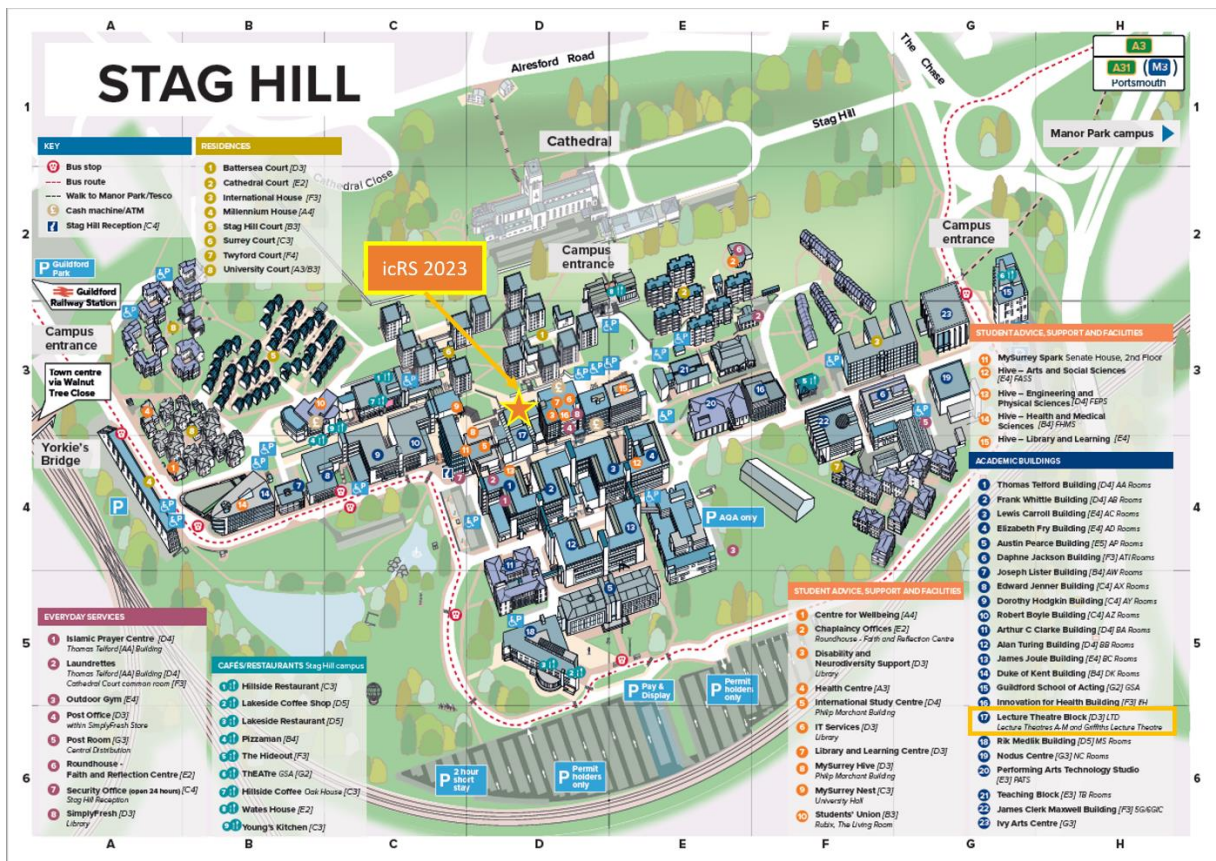 A B C D E F G H
STAG HILL
Alresford Road
The Chase
Stag Hill
A3
A31 (M3)
Portsmouth
1
1
Manor Park campus
Cathedral
Cathedral Close
KEY
Bus stop
Bus route
Walk to Manor Park/Tesco
£ Cash machine/ATM
i Stag Hill Reception [C4]
RESIDENCES
1 Battersea Court [D3]
2 Cathedral Court [E2]
3 International House [F3]
4 Millennium House [A4]
5 Stag Hill Court [B3]
6 Surrey Court [C3]
7 Twyford Court [F4]
8 University Court [A3/B3]
2
2
P Guildford
Park
Guildford
Railway Station
Campus
entrance
Town centre
via Walnut
Tree Close
Yorkie's
Bridge
icRS 2023
Campus
entrance
Campus
entrance
3
3
STUDENT ADVICE, SUPPORT AND FACILITIES
11 MySurrey Spark Senate House, 2nd Floor
12 Hive – Arts and Social Sciences
[E4] FASS
13 Hive – Engineering and
Physical Sciences [D4] FEPS
14 Hive – Health and Medical
Sciences [B4] FHMS
15 Hive – Library and Learning [E4]
4
4
P
P AQA only
ACADEMIC BUILDINGS
1 Thomas Telford Building [D4] AA Rooms
2 Frank Whittle Building [D4] AB Rooms
3 Lewis Carroll Building [E4] AC Rooms
4 Elizabeth Fry Building [E4] AD Rooms
5 Austin Pearce Building [E5] AP Rooms
6 Daphne Jackson Building [F3] ATI Rooms
7 Joseph Lister Building [B4] AW Rooms
8 Edward Jenner Building [C4] AX Rooms
9 Dorothy Hodgkin Building [C4] AY Rooms
10 Robert Boyle Building [C4] AZ Rooms
11 Arthur C Clarke Building [D4] BA Rooms
12 Alan Turing Building [D4] BB Rooms
13 James Joule Building [E4] BC Rooms
14 Duke of Kent Building [B4] DK Rooms
15 Guildford School of Acting [G2] GSA
16 Innovation for Health Building [F3] IFH
17 Lecture Theatre Block [D3] LTD
Lecture Theatres A-M and Griffiths Lecture Theatre
18 Rik Medlik Building [D5] MS Rooms
19 Nodus Centre [G3] NC Rooms
20 Performing Arts Technology Studio
[E3] PATS
21 Teaching Block [E3] TB Rooms
22 James Clerk Maxwell Building [F3] 5G/6GIC
23 Ivy Arts Centre [G3]
EVERYDAY SERVICES
1 Islamic Prayer Centre [D4]
Thomas Telford [AA] Building
2 Laundrettes
Thomas Telford [AA] Building [D4]
Cathedral Court common room [F3]
3 Outdoor Gym [E4]
4 Post Office [D3]
within SimplyFresh Store
5 Post Room [G3]
Central Distribution
6 Roundhouse -
Faith and Reflection Centre [E2]
7 Security Office (open 24 hours) [C4]
Stag Hill Reception
8 SimplyFresh [D3]
Library
CAFÉS/RESTAURANTS Stag Hill campus
1 Hillside Restaurant [C3]
2 Lakeside Coffee Shop [D5]
3 Lakeside Restaurant [D5]
4 Pizzaman [B4]
5 The Hideout [F3]
6 ThEATre GSA [G2]
7 Hillside Coffee Oak House [C3]
8 Wates House [E2]
9 Young's Kitchen [C3]
STUDENT ADVICE, SUPPORT AND FACILITIES
1 Centre for Wellbeing [A4]
2 Chaplaincy Offices [E2]
Roundhouse - Faith and Reflection Centre
3 Disability and
Neurodiversity Support [D3]
Library
4 Health Centre [A3]
5 International Study Centre [D4]
Philip Marchant Building
6 IT Services [D3]
Library
7 Library and Learning Centre [D3]
8 MySurrey Hive [D3]
Philip Marchant Building
9 MySurrey Nest [C3]
University Hall
10 Students' Union [B3]
Rubix, The Living Room
5
5
P Pay &
Display
P Permit
holders
only
P 2 hour
short
stay
P Permit
holders
only
6
6
A B C D E F G H